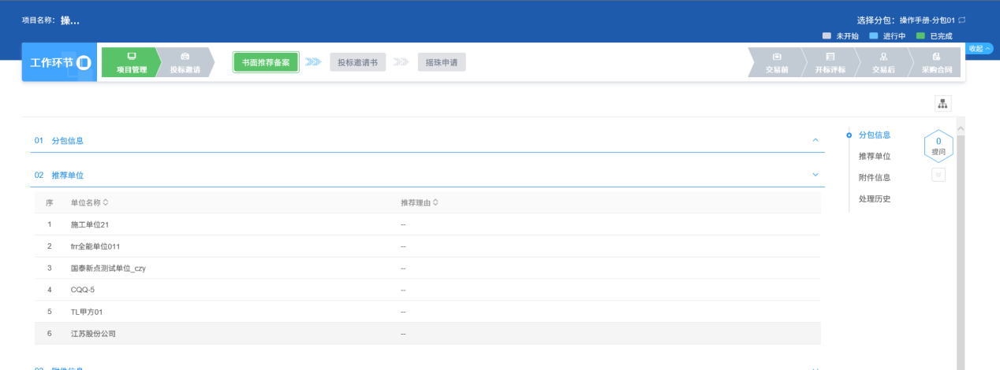 项目名称： 操...
选择分包：操作手册-分包01
未开始 进行中 已完成
收起
工作环节
项目管理 投标邀请
书面推荐备案 投标邀请书 摇珠申请
交易前 开标评标 交易后 采购合同
01 分包信息
02 推荐单位
序 单位名称 推荐理由
1 施工单位21 --
2 frr全能单位011 --
3 国泰新点测试单位_czy --
4 CQQ-5 --
5 TL甲方01 --
6 江苏股份公司 --
03 附件信息
分包信息
推荐单位
附件信息
处理历史
0
提问